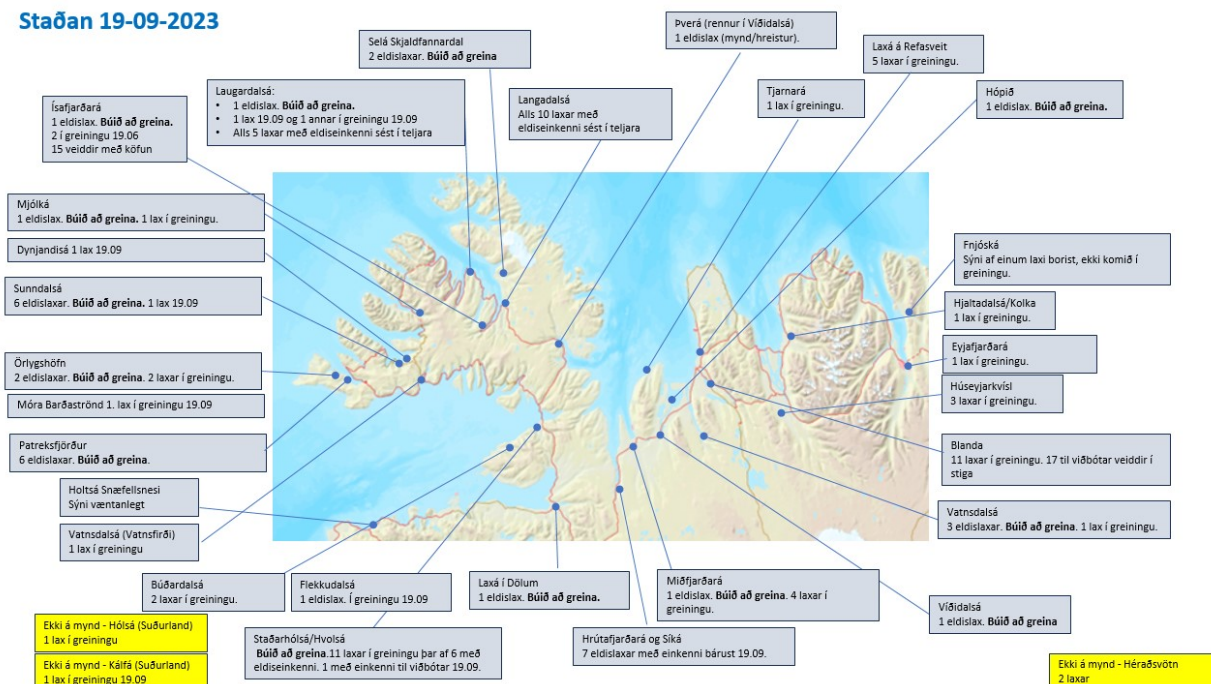 Staðan 19-09-2023
Selá Skjaldfannardal
2 eldislaxar. Búið að greina
Þverá (rennur í Víðidalsá)
1 eldislax (mynd/hreistur).
Laxá á Refasveit
5 laxar í greiningu.
Ísafjarðará
1 eldislax. Búið að greina.
2 í greiningu 19.06
15 veiddir með köfun
Laugardalsá:
• 1 eldislax. Búið að greina.
• 1 lax 19.09 og 1 annar í greiningu 19.09
• Alls 5 laxar með eldiseinkenni sést í teljara
Langadalsá
Alls 10 laxar með
eldiseinkenni sést í teljara
Tjarnará
1 lax í greiningu.
Hópið
1 eldislax. Búið að greina.
Mjólká
1 eldislax. Búið að greina. 1 lax í greiningu.
Dynjandisá 1 lax 19.09
Sunndalsá
6 eldislaxar. Búið að greina. 1 lax 19.09
Örlygshöfn
2 eldislaxar. Búið að greina. 2 laxar í greiningu.
Móra Barðaströnd 1. lax í greiningu 19.09
Patreksfjörður
6 eldislaxar. Búið að greina.
Holtsá Snæfellsnesi
Sýni væntanlegt
Vatnsdalsá (Vatnsfirði)
1 lax í greiningu
Fnjóská
Sýni af einum laxi borist, ekki komið í
greiningu.
Hjaltadalsá/Kolka
1 lax í greiningu.
Eyjafjarðará
1 lax í greiningu.
Húseyjarkvísl
3 laxar í greiningu.
Blanda
11 laxar í greiningu. 17 til viðbótar veiddir í
stiga
Vatnsdalsá
3 eldislaxar. Búið að greina. 1 lax í greiningu.
Búðardalsá
2 laxar í greiningu.
Flekkudalsá
1 eldislax. Í greiningu 19.09
Laxá í Dölum
1 eldislax. Búið að greina.
Miðfjarðará
1 eldislax. Búið að greina. 4 laxar í
greiningu.
Víðidalsá
1 eldislax. Búið að greina
Ekki á mynd - Hólsá (Suðurland)
1 lax í greiningu
Ekki á mynd - Kálfá (Suðurland)
1 lax í greiningu 19.09
Staðarhólsá/Hvolsá
Búið að greina.11 laxar í greiningu þar af 6 með
eldiseinkenni. 1 með einkenni til viðbótar 19.09.
Hrútafjarðará og Síká
7 eldislaxar með einkenni bárust 19.09.
Ekki á mynd - Héraðsvötn
2 laxar